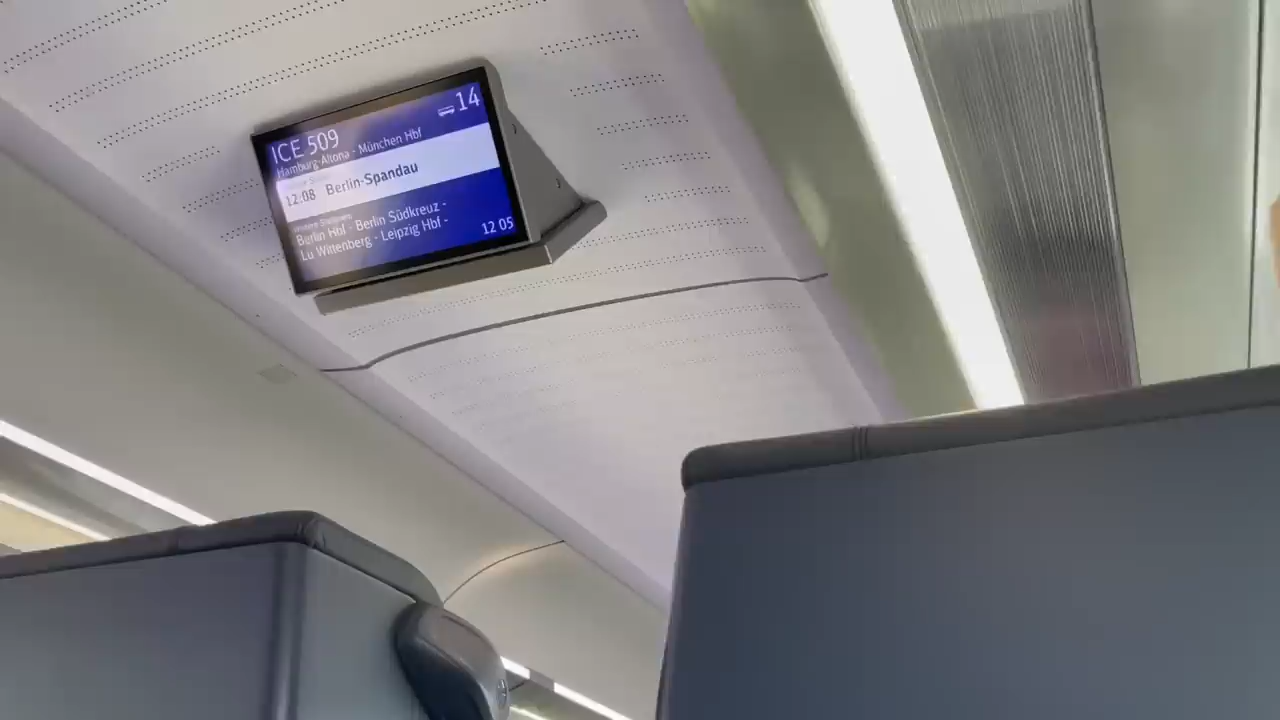 ICE 509
14
Hamburg-Altona - München Hbf
12:08 Berlin-Spandau
Berlin Hbf - Berlin Südkreuz -
Lu Wittenberg - Leipzig Hbf -
12 05